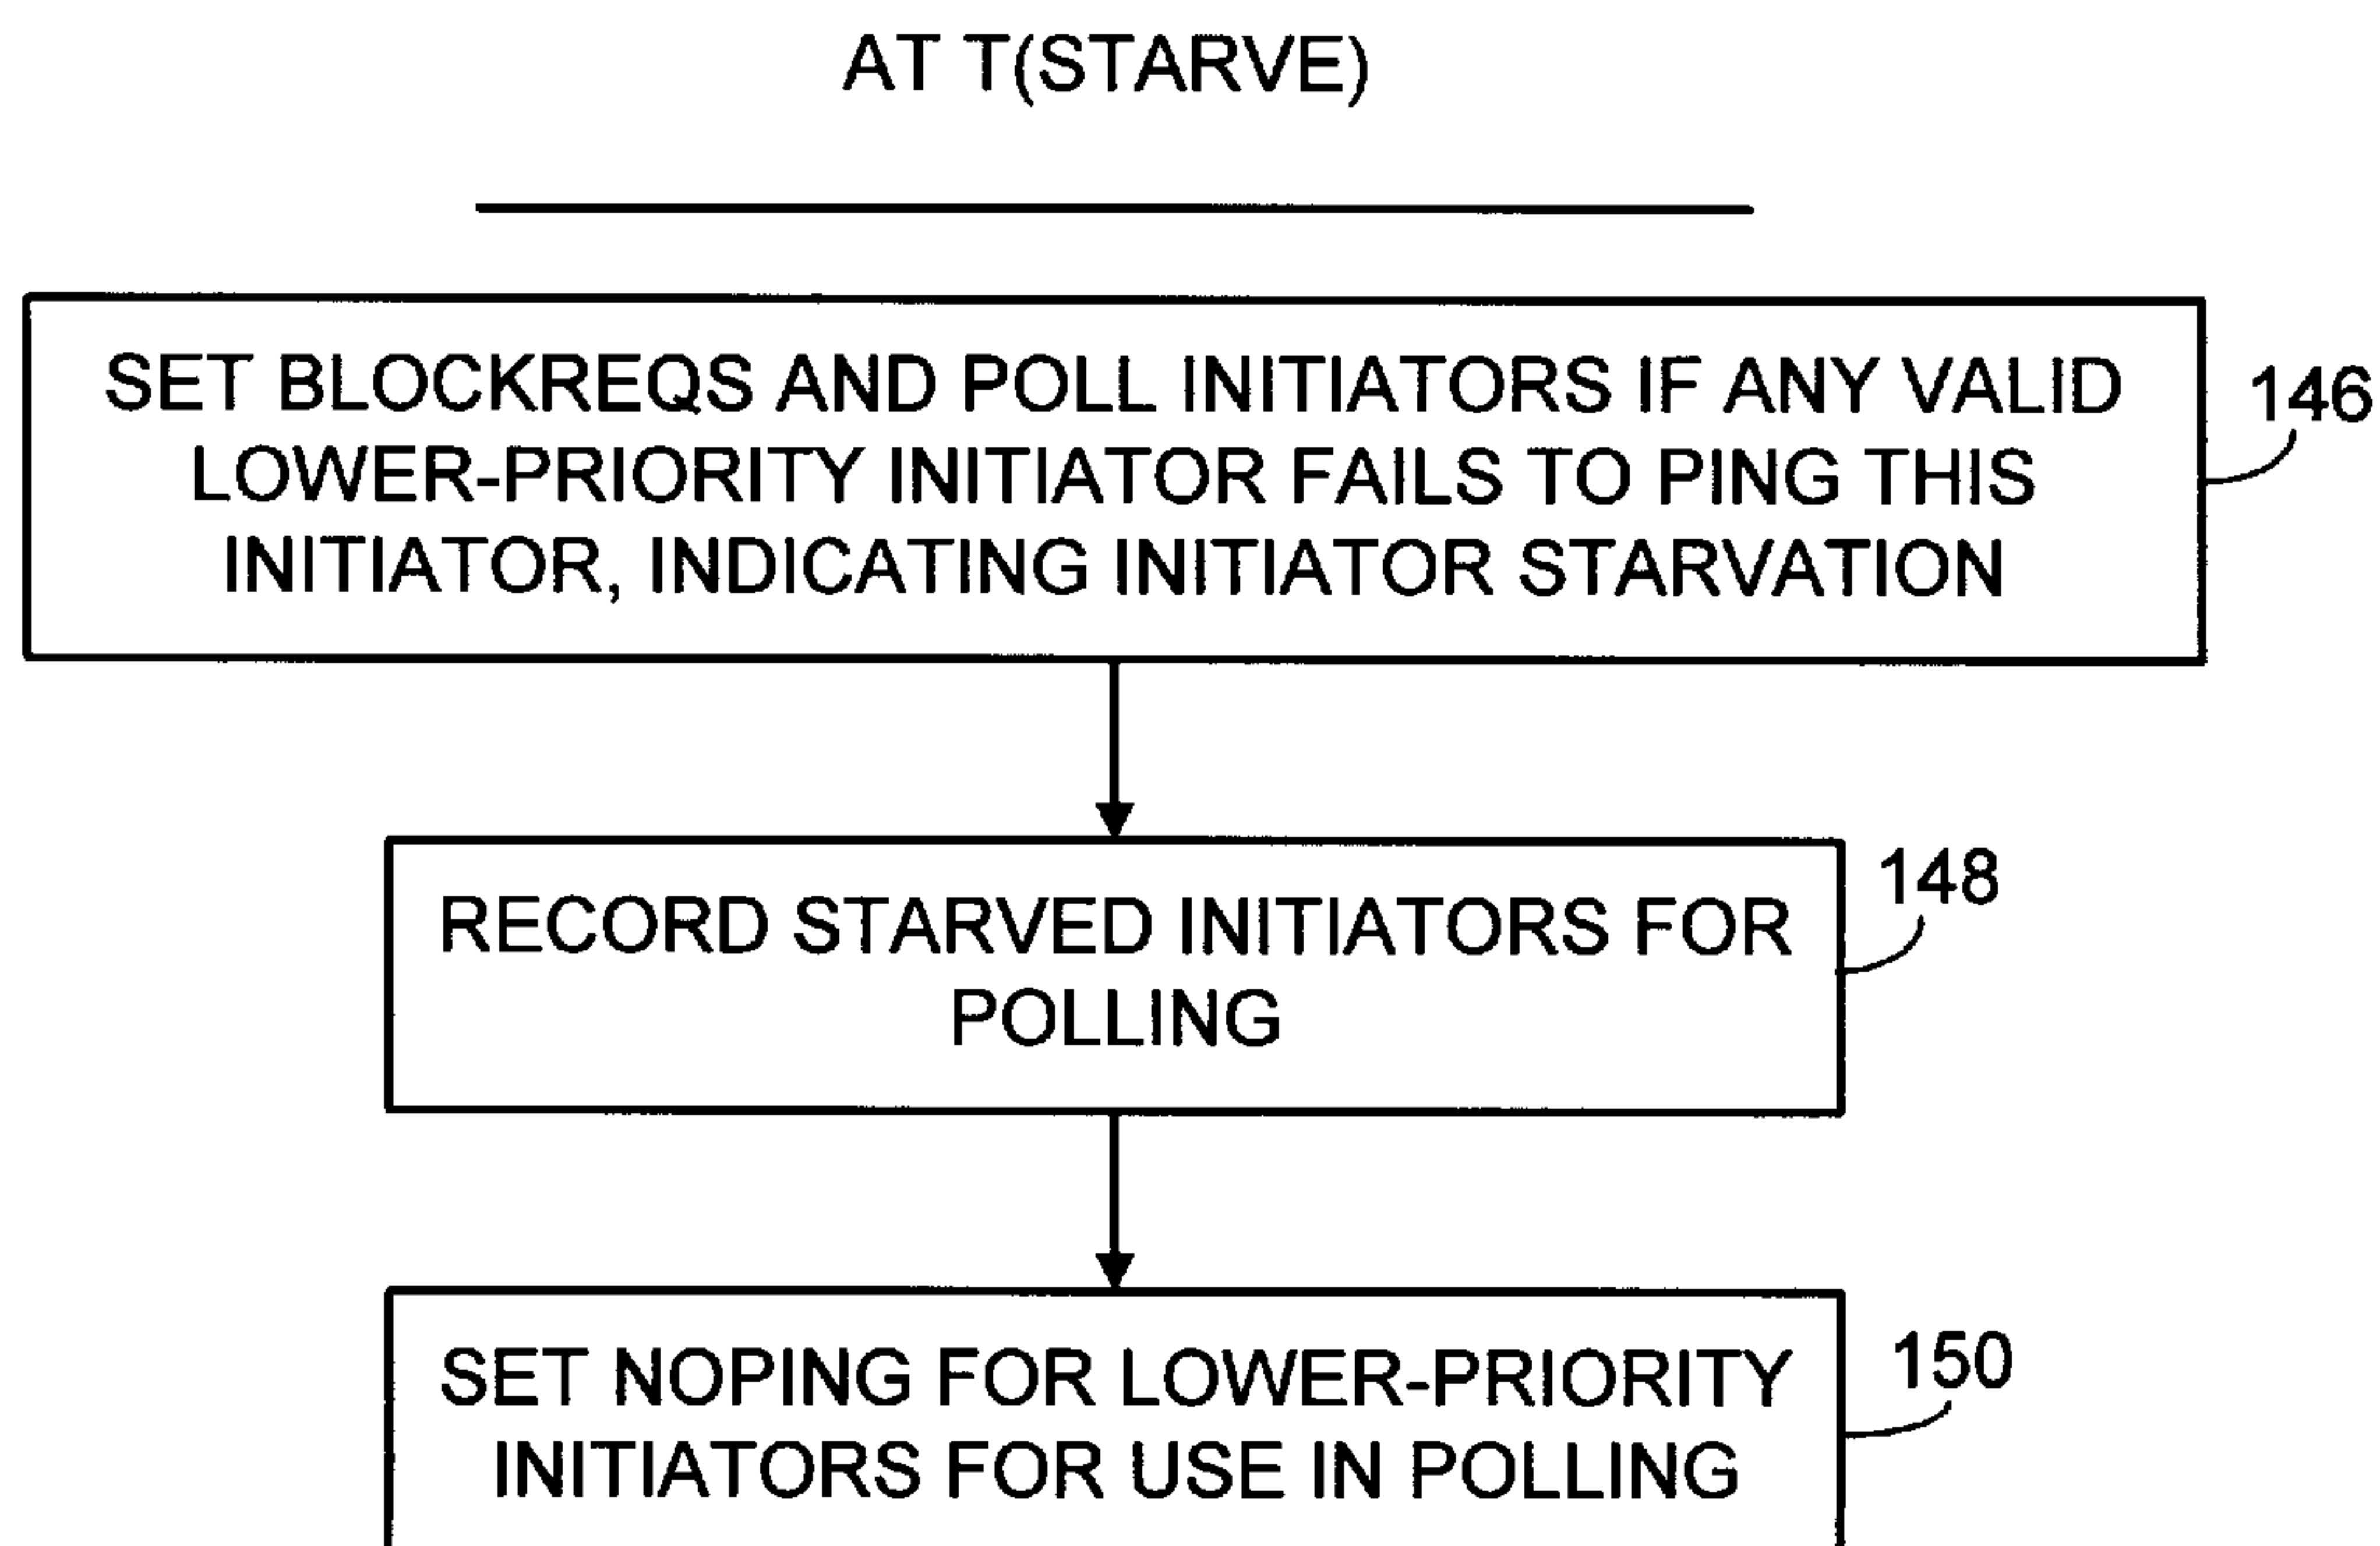 AT T(STARVE)
SET BLOCKREQS AND POLL INITIATORS IF ANY VALID
LOWER-PRIORITY INITIATOR FAILS TO PING THIS
INITIATOR, INDICATING INITIATOR STARVATION
146
RECORD STARVED INITIATORS FOR
POLLING
148
SET NOPING FOR LOWER-PRIORITY
INITIATORS FOR USE IN POLLING
150